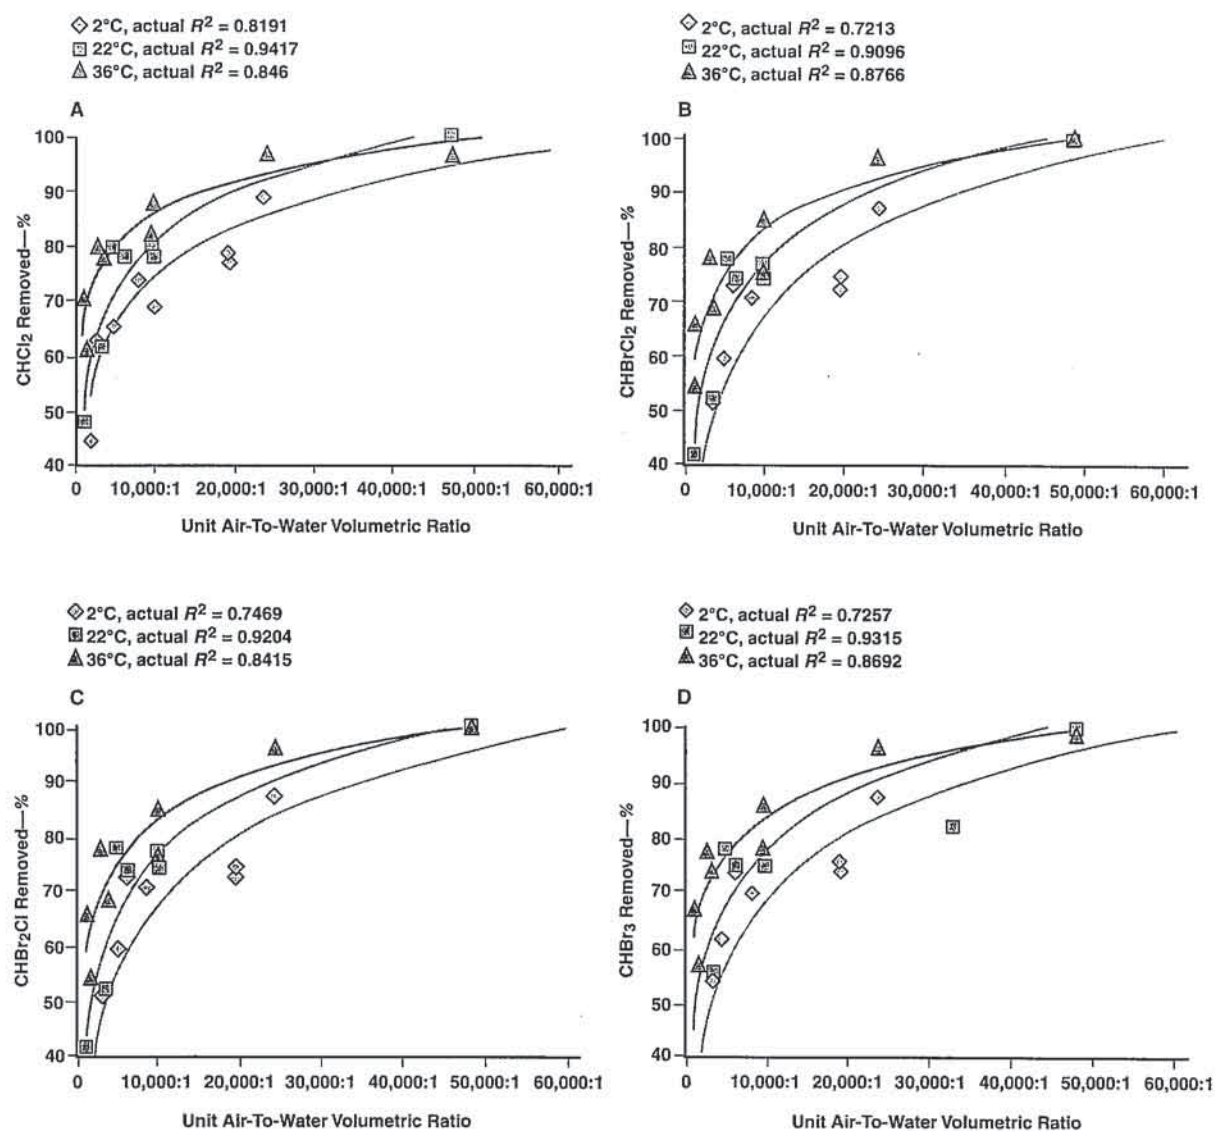 2°C, actual R² = 0.8191
22°C, actual R² = 0.9417
36°C, actual R² = 0.846
A
100
90
80
70
60
50
40
CHCl₂ Removed—%
0 10,000:1 20,000:1 30,000:1 40,000:1 50,000:1 60,000:1
Unit Air-To-Water Volumetric Ratio
2°C, actual R² = 0.7213
22°C, actual R² = 0.9096
36°C, actual R² = 0.8766
B
100
90
80
70
60
50
40
CHBrCl₂ Removed—%
0 10,000:1 20,000:1 30,000:1 40,000:1 50,000:1 60,000:1
Unit Air-To-Water Volumetric Ratio
2°C, actual R² = 0.7469
22°C, actual R² = 0.9204
36°C, actual R² = 0.8415
C
100
90
80
70
60
50
40
CHBr₂Cl Removed—%
0 10,000:1 20,000:1 30,000:1 40,000:1 50,000:1 60,000:1
Unit Air-To-Water Volumetric Ratio
2°C, actual R² = 0.7257
22°C, actual R² = 0.9315
36°C, actual R² = 0.8692
D
100
90
80
70
60
50
40
CHBr₃ Removed—%
0 10,000:1 20,000:1 30,000:1 40,000:1 50,000:1 60,000:1
Unit Air-To-Water Volumetric Ratio